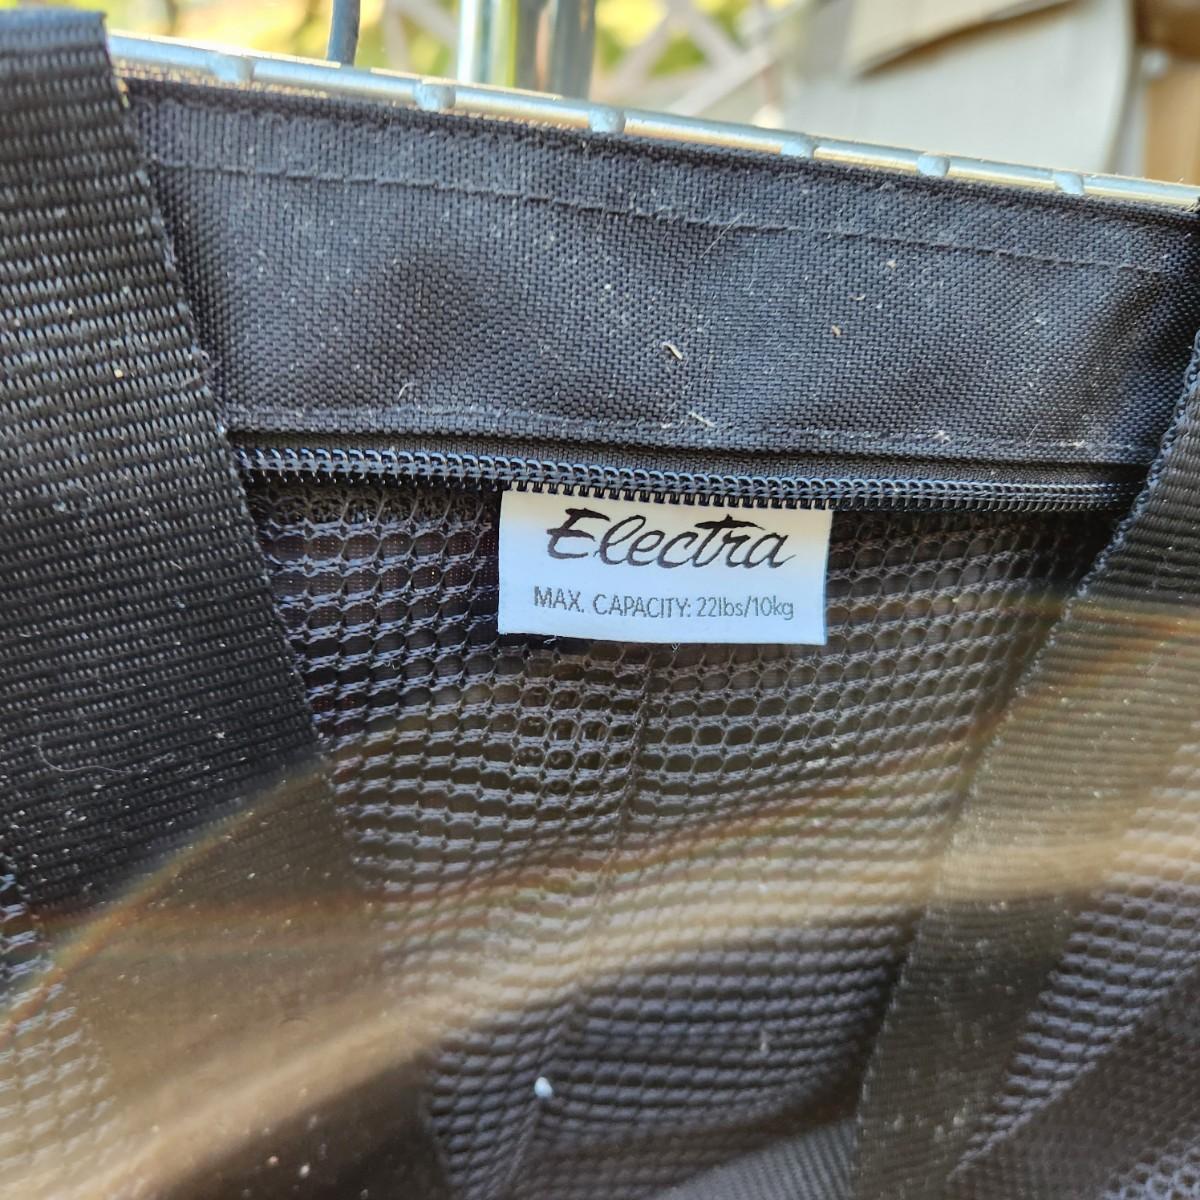 Electra
MAX. CAPACITY: 22lbs/10kg